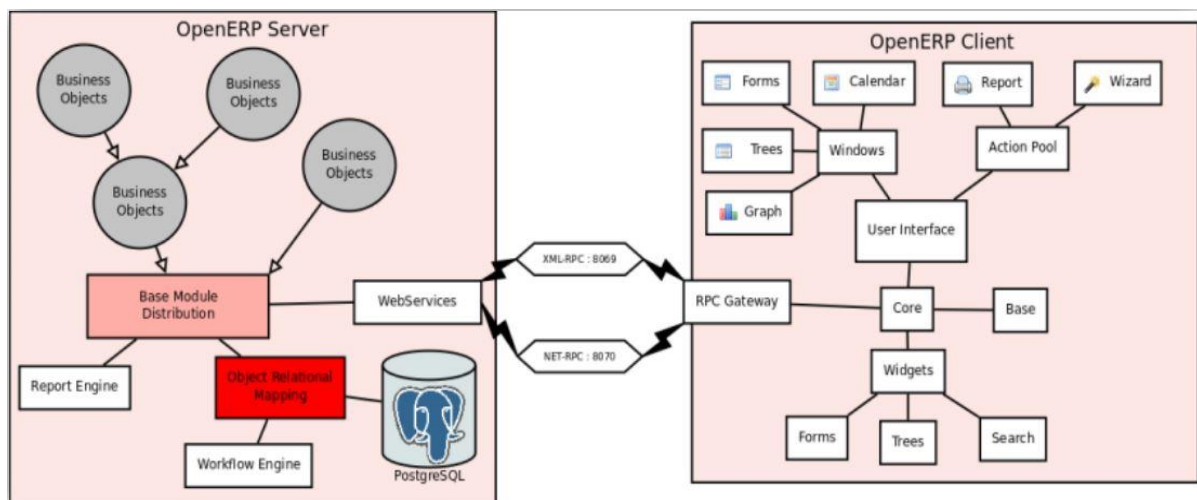 OpenERP Server
Business
Objects
Business
Objects
Business
Objects
Business
Objects
Base Module
Distribution
WebServices
Report Engine
Object Relational
Mapping
Workflow Engine
PostgreSQL
XML-RPC : 8069
NET-RPC : 8070
OpenERP Client
Forms
Calendar
Report
Wizard
Trees
Windows
Action Pool
Graph
User Interface
RPC Gateway
Core
Base
Widgets
Forms
Trees
Search